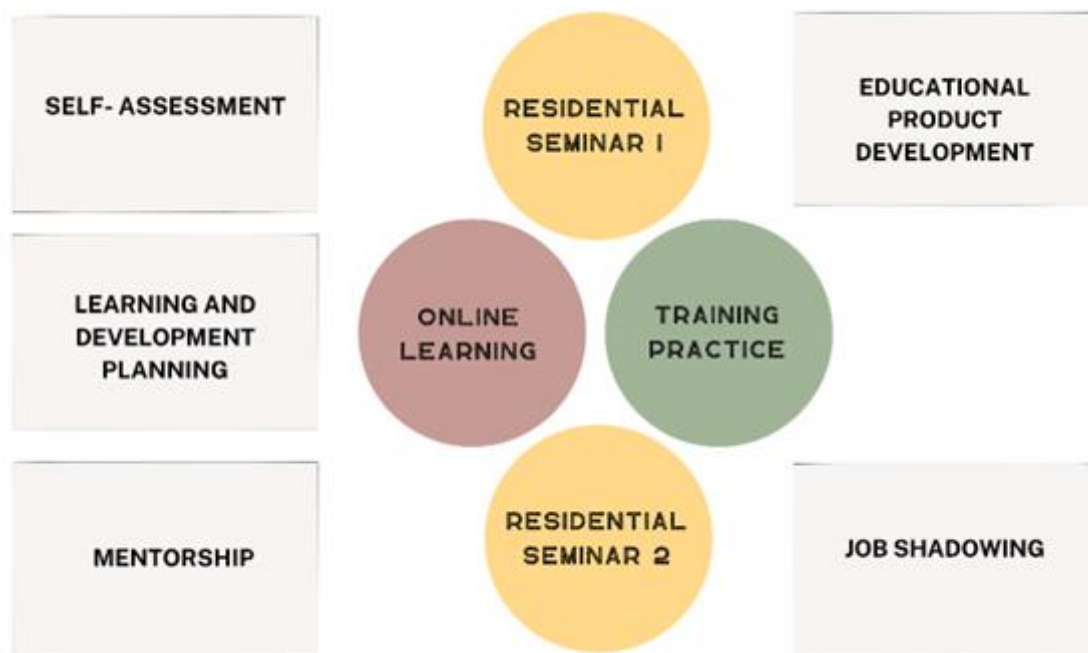 SELF- ASSESSMENT
LEARNING AND
DEVELOPMENT
PLANNING
MENTORSHIP
RESIDENTIAL
SEMINAR 1
ONLINE
LEARNING
TRAINING
PRACTICE
RESIDENTIAL
SEMINAR 2
EDUCATIONAL
PRODUCT
DEVELOPMENT
JOB SHADOWING